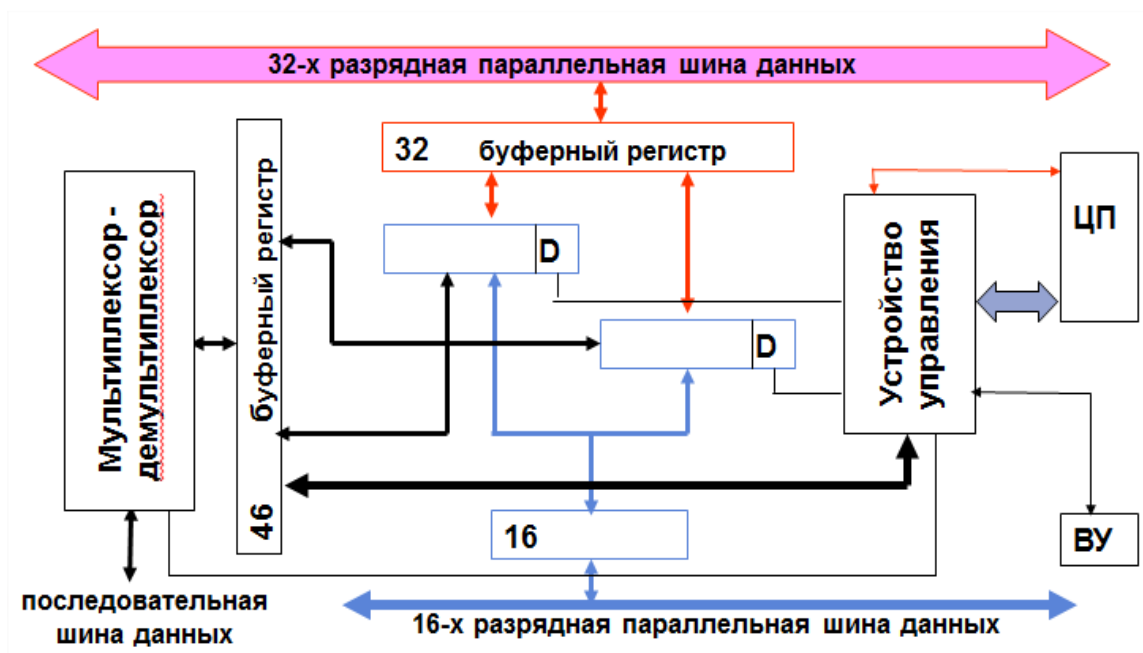 32-х разрядная параллельная шина данных
32 буферный регистр
Мультиплексор -
демультиплексор
46 буферный регистр
D
D
Устройство
управления
ЦП
16
ВУ
последовательная
шина данных
16-х разрядная параллельная шина данных